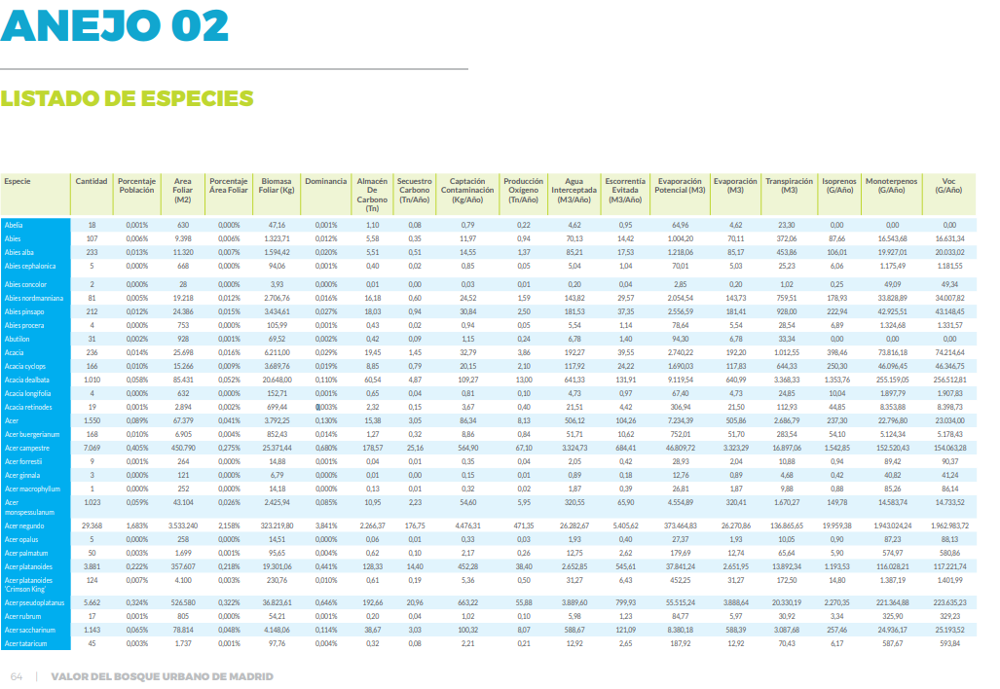 ANEJO 02
LISTADO DE ESPECIES
Especie Cantidad Porcentaje Población Area Foliar (M2) Porcentaje Área Foliar Biomasa Foliar (Kg) Dominancia Almacén De Carbono (Tn) Secuestro Carbono (Tn/Año) Captación Contaminación (Kg/Año) Producción Oxígeno (Tn/Año) Agua Interceptada (M3/Año) Escorrentía Evitada (M3/Año) Evaporación Potencial (M3) Evaporación (M3) Transpiración (M3) Isoprenos (G/Año) Monoterpenos (G/Año) Voc (G/Año)
Abelia 18 0,001% 630 0,000% 47,16 0,001% 1,10 0,08 0,79 0,22 4,62 0,95 64,96 4,62 23,30 0,00 0,00 0,00
Abies 107 0,006% 9.398 0,006% 1.323,71 0,012% 5,58 0,35 11,97 0,94 70,13 14,42 1.004,20 70,11 372,06 87,66 16.543,68 16.631,34
Abies alba 233 0,013% 11.320 0,007% 1.594,42 0,020% 5,51 0,51 14,55 1,37 85,21 17,53 1.218,06 85,17 453,86 106,01 19.927,01 20.033,02
Abies cephalonica 5 0,000% 668 0,000% 94,06 0,001% 0,40 0,02 0,85 0,05 5,04 1,04 70,01 5,03 25,23 6,06 1.175,49 1.181,55
Abies concolor 2 0,000% 28 0,000% 3,93 0,000% 0,01 0,00 0,03 0,01 0,20 0,04 2,85 0,20 1,02 0,25 49,09 49,34
Abies nordmanniana 81 0,005% 19.218 0,012% 2.706,76 0,016% 16,18 0,60 24,52 1,59 143,82 29,57 2.054,54 143,73 759,51 178,93 33.828,89 34.007,82
Abies pinsapo 212 0,012% 24.386 0,015% 3.434,61 0,027% 18,03 0,94 30,84 2,50 181,53 37,35 2.556,59 181,41 928,00 222,94 42.925,51 43.148,45
Abies procera 4 0,000% 753 0,000% 105,99 0,001% 0,43 0,02 0,94 0,05 5,54 1,14 78,64 5,54 28,54 6,89 1.324,68 1.331,57
Abutilon 31 0,002% 928 0,001% 69,52 0,002% 0,42 0,09 1,15 0,24 6,78 1,40 94,30 6,78 33,34 0,00 0,00 0,00
Acacia 236 0,014% 25.698 0,016% 6.211,00 0,029% 19,45 1,45 32,79 3,86 192,27 39,55 2.740,22 192,20 1.012,55 398,46 73.816,18 74.214,64
Acacia cyclops 166 0,010% 15.266 0,009% 3.689,76 0,019% 8,85 0,79 20,15 2,10 117,92 24,22 1.690,03 117,83 644,33 250,30 46.096,45 46.346,75
Acacia dealbata 1.010 0,058% 85.431 0,052% 20.648,00 0,110% 60,54 4,87 109,27 13,00 641,33 131,91 9.119,54 640,99 3.368,33 1.353,76 255.159,05 256.512,81
Acacia longifolia 4 0,000% 632 0,000% 152,71 0,001% 0,65 0,04 0,81 0,10 4,73 0,97 67,40 4,73 24,85 10,04 1.897,79 1.907,83
Acacia retinodes 19 0,001% 2.894 0,002% 699,44 0,003% 2,32 0,15 3,67 0,40 21,51 4,42 306,94 21,50 112,93 44,85 8.353,88 8.398,73
Acer 1.550 0,089% 67.379 0,041% 3.792,25 0,130% 15,38 3,05 86,34 8,13 506,12 104,26 7.234,39 505,86 2.686,79 237,30 22.796,80 23.034,00
Acer buergerianum 168 0,010% 6.905 0,004% 852,43 0,014% 1,27 0,32 8,86 0,84 51,71 10,62 752,01 51,70 283,54 54,10 5.124,34 5.178,43
Acer campestre 7.069 0,405% 450.790 0,275% 25.371,44 0,680% 178,57 25,16 564,90 67,10 3.324,73 684,41 46.809,72 3.323,29 16.897,06 1.542,85 152.520,43 154.063,28
Acer forrestii 9 0,001% 264 0,000% 14,88 0,001% 0,04 0,01 0,35 0,04 2,05 0,42 28,93 2,04 10,88 0,94 89,42 90,37
Acer ginnala 3 0,000% 121 0,000% 6,79 0,000% 0,01 0,00 0,15 0,01 0,89 0,18 12,76 0,89 4,68 0,42 40,82 41,24
Acer macrophyllum 1 0,000% 252 0,000% 14,18 0,000% 0,13 0,01 0,32 0,02 1,87 0,39 26,81 1,87 9,88 0,88 85,26 86,14
Acer monspessulanum 1.023 0,059% 43.104 0,026% 2.425,94 0,085% 10,95 2,23 54,60 5,95 320,55 65,90 4.554,89 320,41 1.670,27 149,78 14.583,74 14.733,52
Acer negundo 29.368 1,683% 3.533.240 2,158% 323.219,80 3,841% 2.266,37 176,75 4.476,31 471,35 26.282,67 5.405,62 373.464,83 26.270,86 136.865,65 19.959,38 1.943.024,24 1.962.983,72
Acer opalus 5 0,000% 258 0,000% 14,51 0,000% 0,06 0,01 0,33 0,03 1,93 0,40 27,37 1,93 10,05 0,90 87,23 88,13
Acer palmatum 50 0,003% 1.699 0,001% 95,65 0,004% 0,62 0,10 2,17 0,26 12,75 2,62 179,69 12,74 65,64 5,90 574,97 580,86
Acer platanoides 3.881 0,222% 357.607 0,218% 19.301,06 0,441% 128,33 14,40 452,28 38,40 2.652,85 545,61 37.841,24 2.651,95 13.892,34 1.193,53 116.028,21 117.221,74
Acer platanoides 'Crimson King' 124 0,007% 4.100 0,003% 230,76 0,010% 0,61 0,19 5,36 0,50 31,27 6,43 452,25 31,27 172,50 14,80 1.387,19 1.401,99
Acer pseudoplatanus 5.662 0,324% 526.580 0,322% 36.823,61 0,646% 192,66 20,96 663,22 55,88 3.889,60 799,93 55.515,24 3.888,64 20.330,19 2.270,35 221.364,88 223.635,23
Acer rubrum 17 0,001% 805 0,000% 54,21 0,001% 0,20 0,04 1,02 0,10 5,98 1,23 84,77 5,97 30,92 3,34 325,90 329,23
Acer saccharinum 1.143 0,065% 78.814 0,048% 4.148,06 0,114% 38,67 3,03 100,32 8,07 588,67 121,09 8.380,18 588,39 3.087,68 257,46 24.936,17 25.193,52
Acer tataricum 45 0,003% 1.737 0,001% 97,76 0,004% 0,32 0,08 2,21 0,21 12,92 2,65 187,92 12,92 70,43 6,17 587,67 593,84
64 | VALOR DEL BOSQUE URBANO DE MADRID